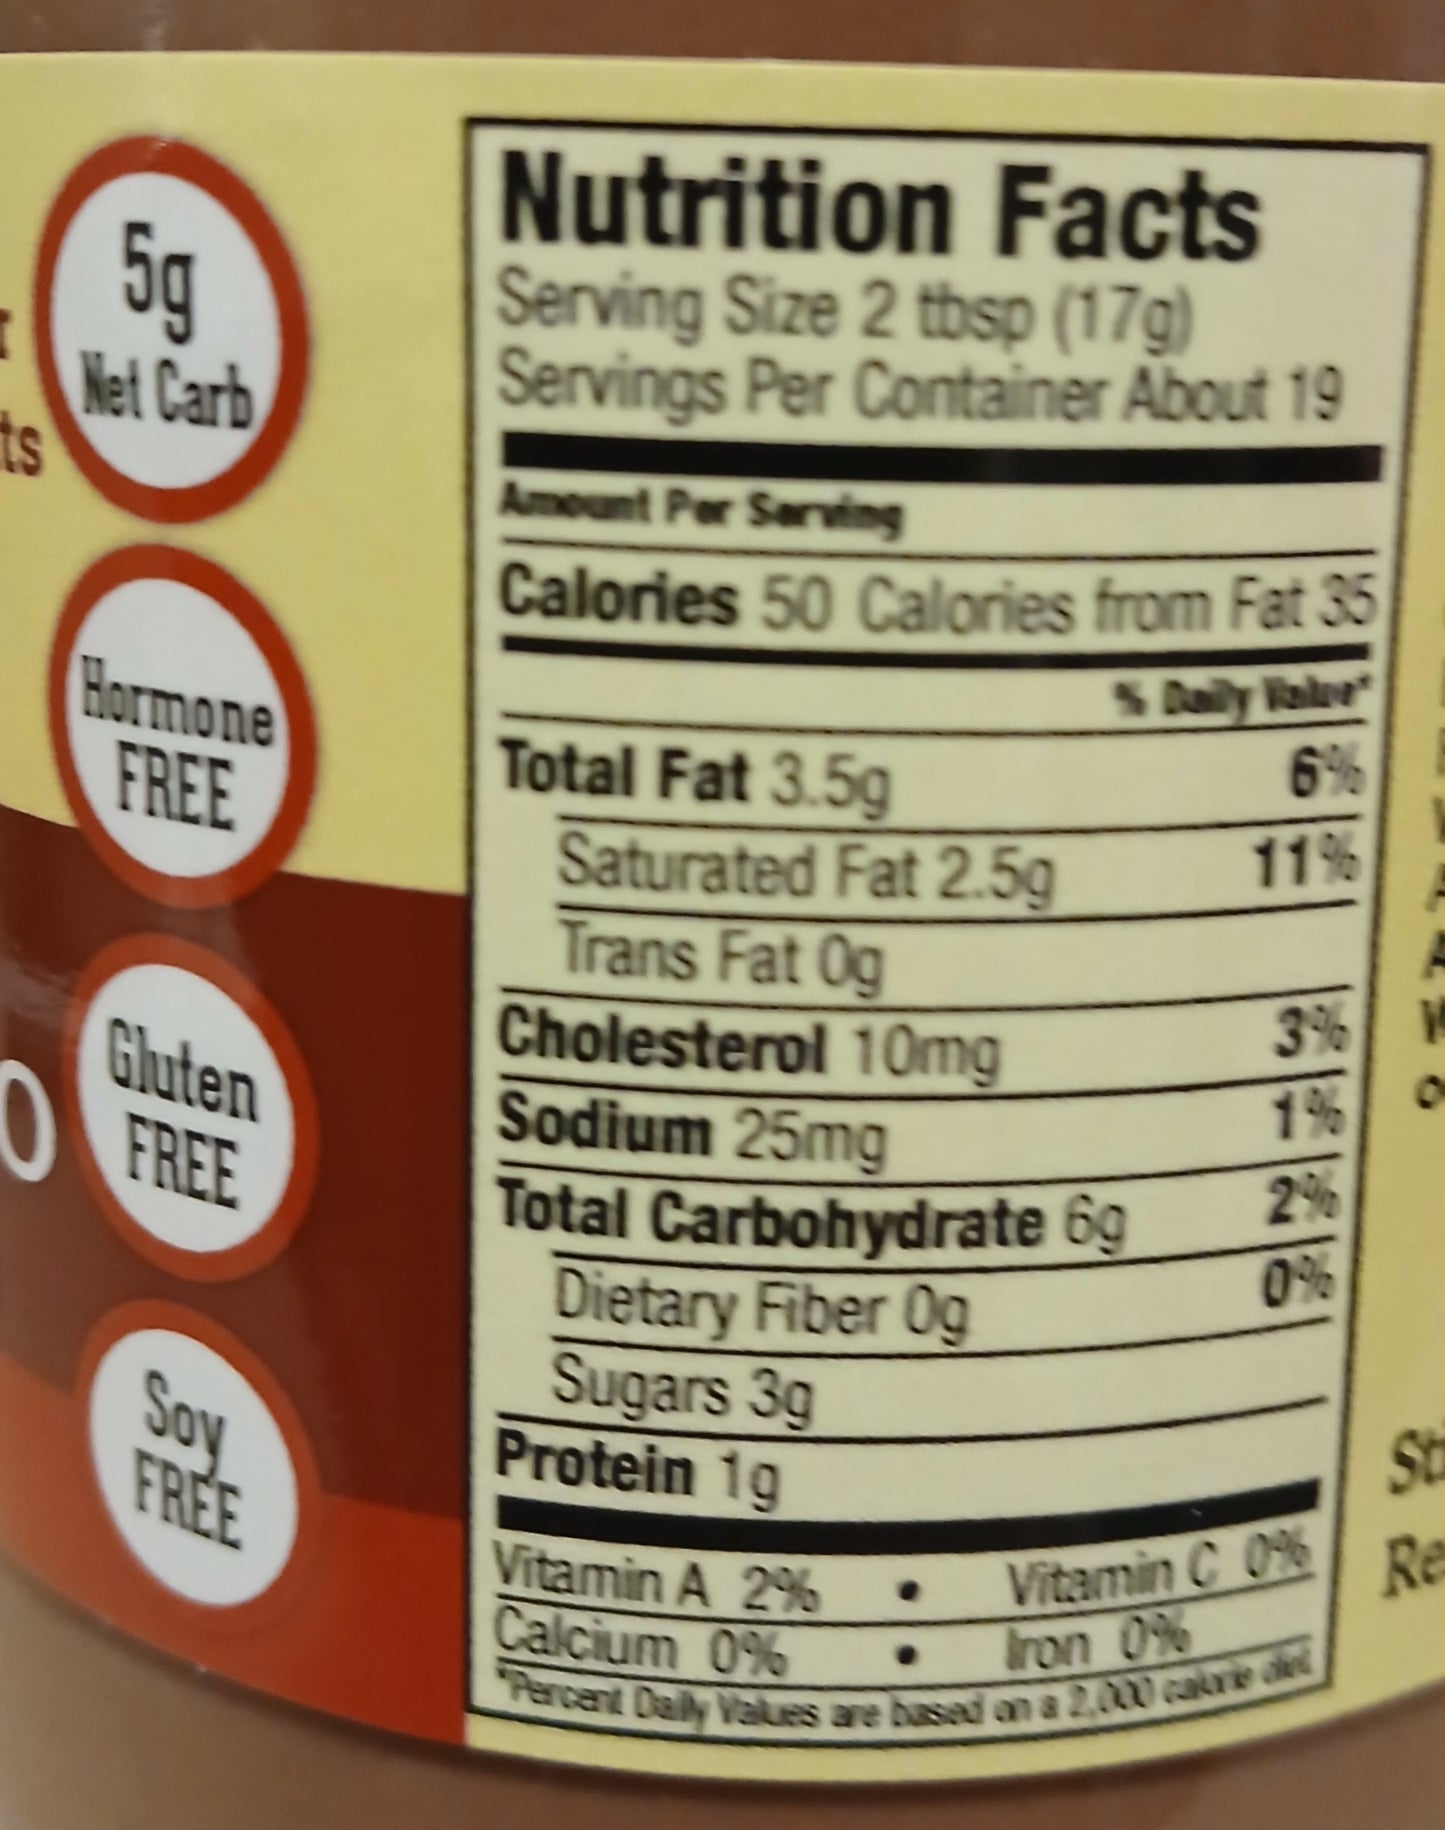 ts
5g
Net Carb
Hormone
FREE
Gluten
FREE
O
Soy
FREE
Nutrition Facts
Serving Size 2 tbsp (17g)
Servings Per Container About 19
Amount Per Serving
Calories 50 Calories from Fat 35
% Daily Value*
Total Fat 3.5g 6%
Saturated Fat 2.5g 11%
Trans Fat 0g
Cholesterol 10mg 3%
Sodium 25mg 1%
Total Carbohydrate 6g 2%
Dietary Fiber 0g 0%
Sugars 3g
Protein 1g
Vitamin A 2% • Vitamin C 0%
Calcium 0% • Iron 0%
*Percent Daily Values are based on a 2,000 calorie diet.
Re